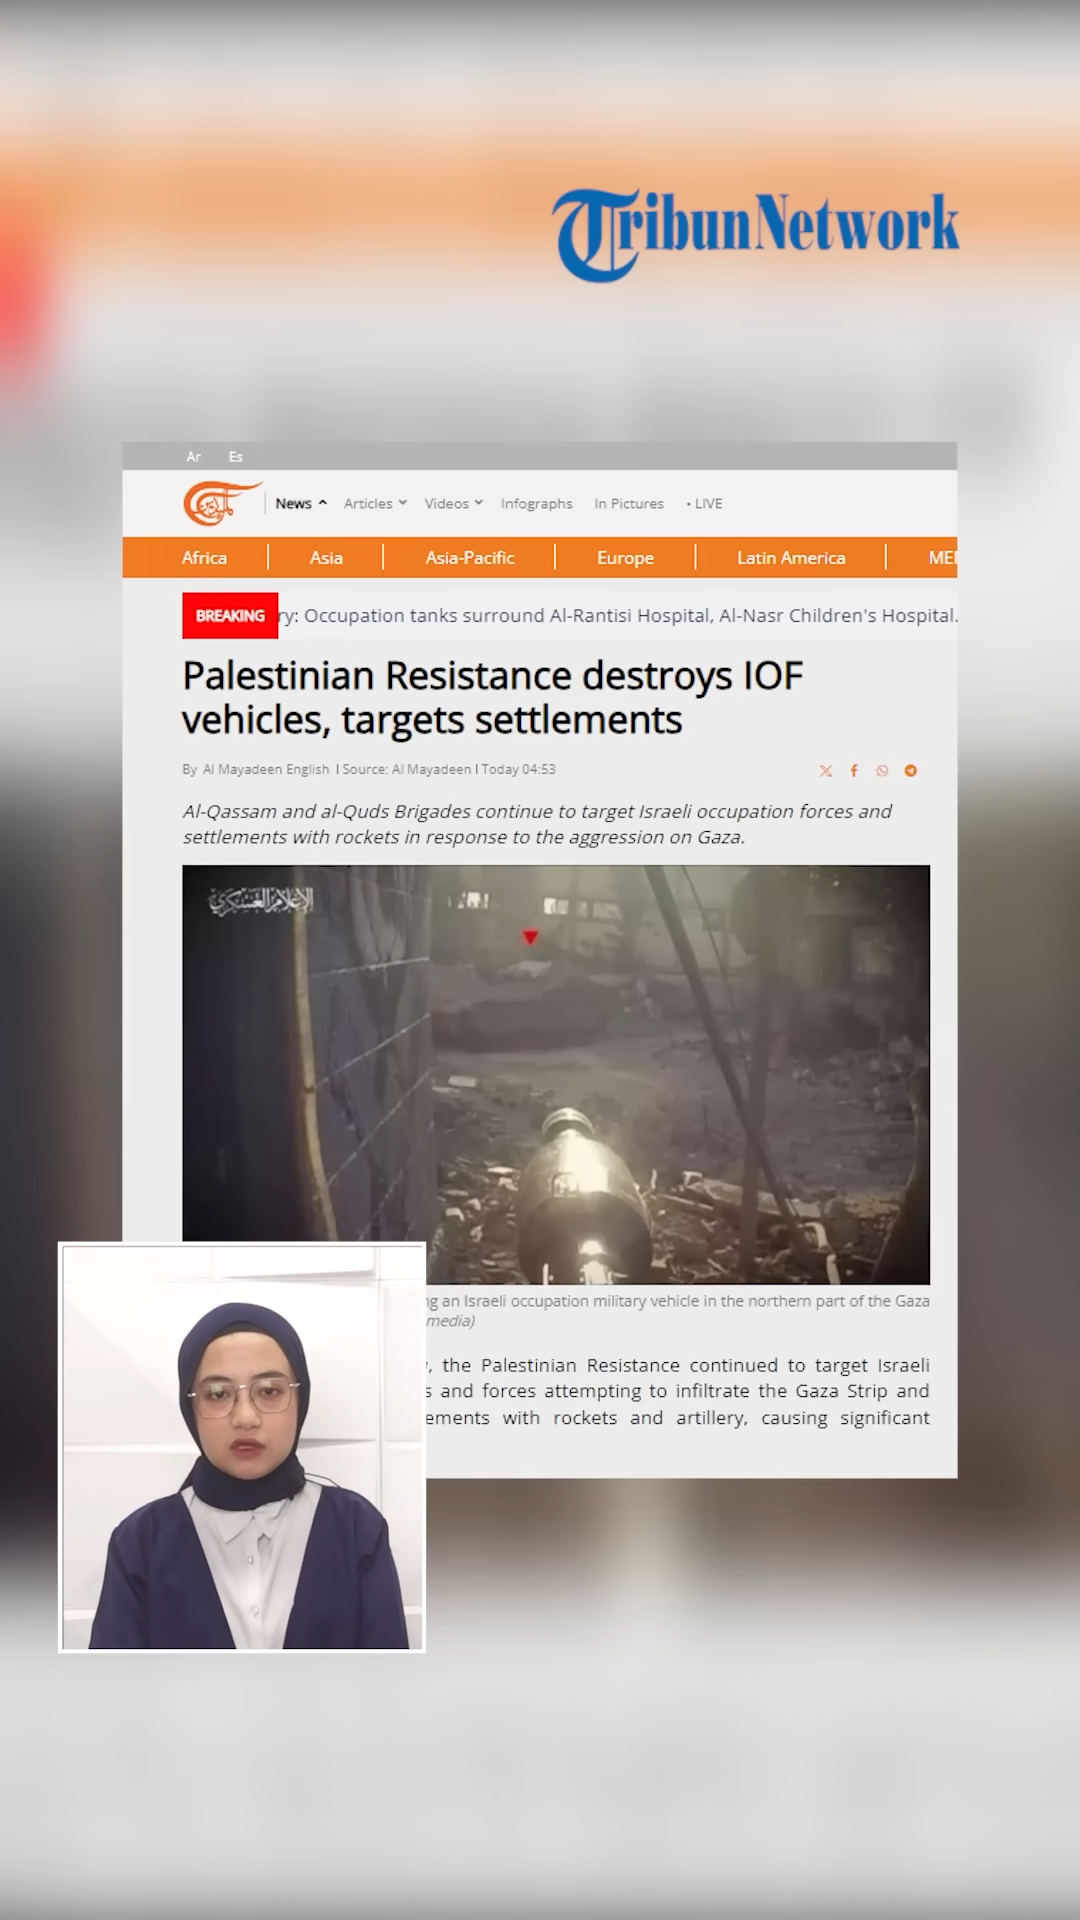 Tribun Network
Ar Es
News Articles Videos Infographs In Pictures • LIVE
Africa Asia Asia-Pacific Europe Latin America
BREAKING ry: Occupation tanks surround Al-Rantisi Hospital, Al-Nasr Children's Hospital.
Palestinian Resistance destroys IOF
vehicles, targets settlements
By Al Mayadeen English | Source: Al Mayadeen | Today 04:53
Al-Qassam and al-Quds Brigades continue to target Israeli occupation forces and
settlements with rockets in response to the aggression on Gaza.
الإعلام العسكري
ng an Israeli occupation military vehicle in the northern part of the Gaza
media)
, the Palestinian Resistance continued to target Israeli
s and forces attempting to infiltrate the Gaza Strip and
ements with rockets and artillery, causing significant